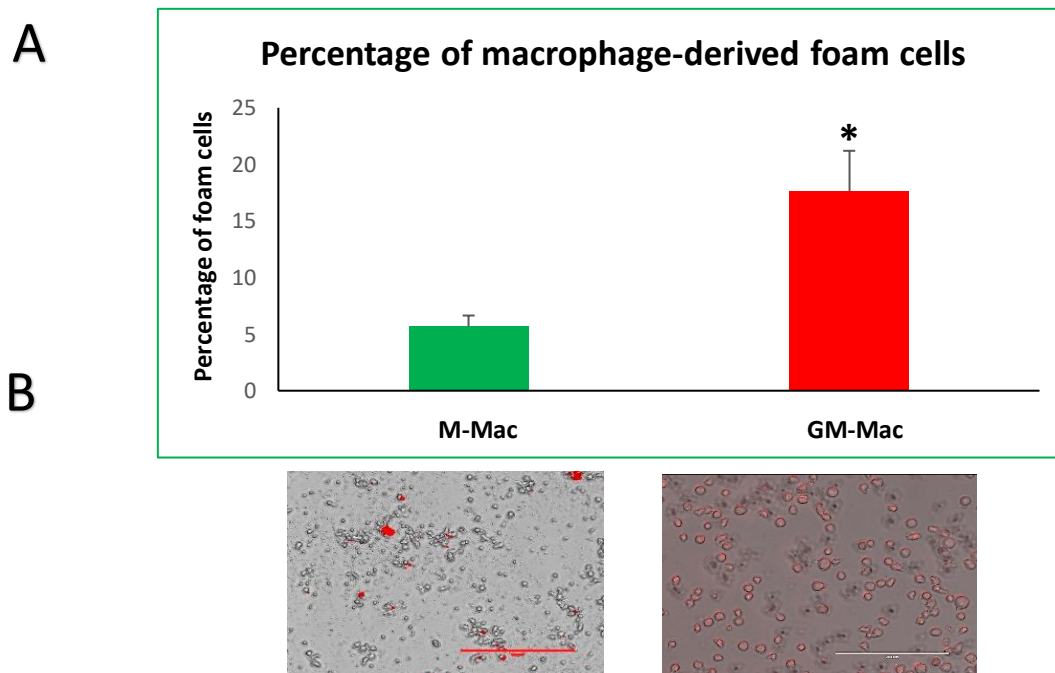 A
Percentage of macrophage-derived foam cells
Percentage of foam cells
25
20
15
10
5
0
*
M-Mac
GM-Mac
B